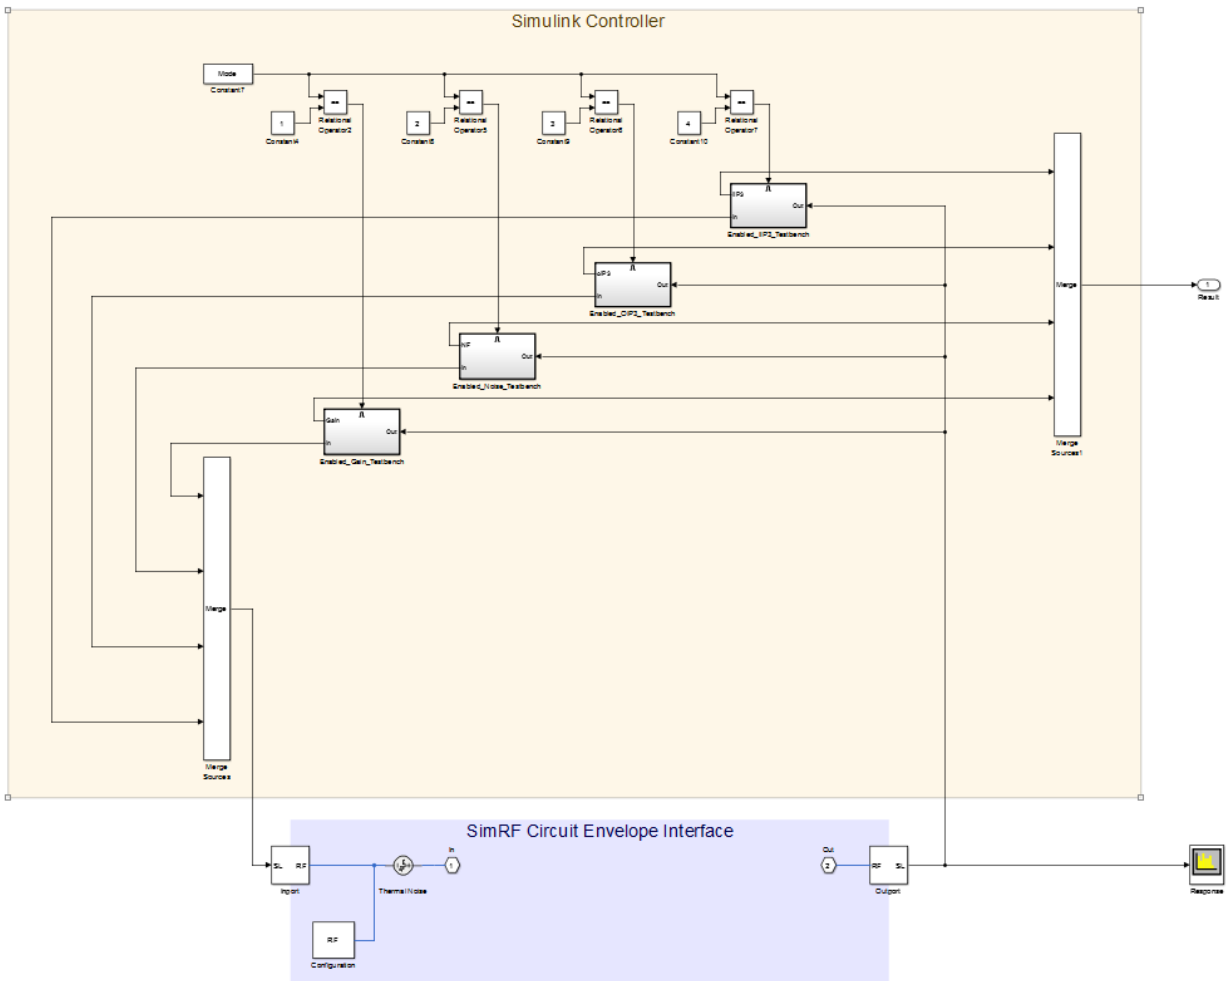 Simulink Controller
Mode
Constant7
==
==
==
==
1
Relational
Operator2
Constant4
2
Relational
Operator5
3
Relational
4
Relational
Operator7
Constant10
IIP3
Out
In
Enabled_IIP3_Testbench
oIP3
Out
In
Enabled_OIP3_Testbench
Merge
1
Result
NF
Out
In
Enabled_Noise_Testbench
Gain
Out
In
Enabled_Gain_Testbench
Merge
Sources1
Merge
Merge
Sources
SimRF Circuit Envelope Interface
In
Out
SL RF
1
2
RF SL
Inport
Thermal Noise
Outport
Response
RF
Configuration